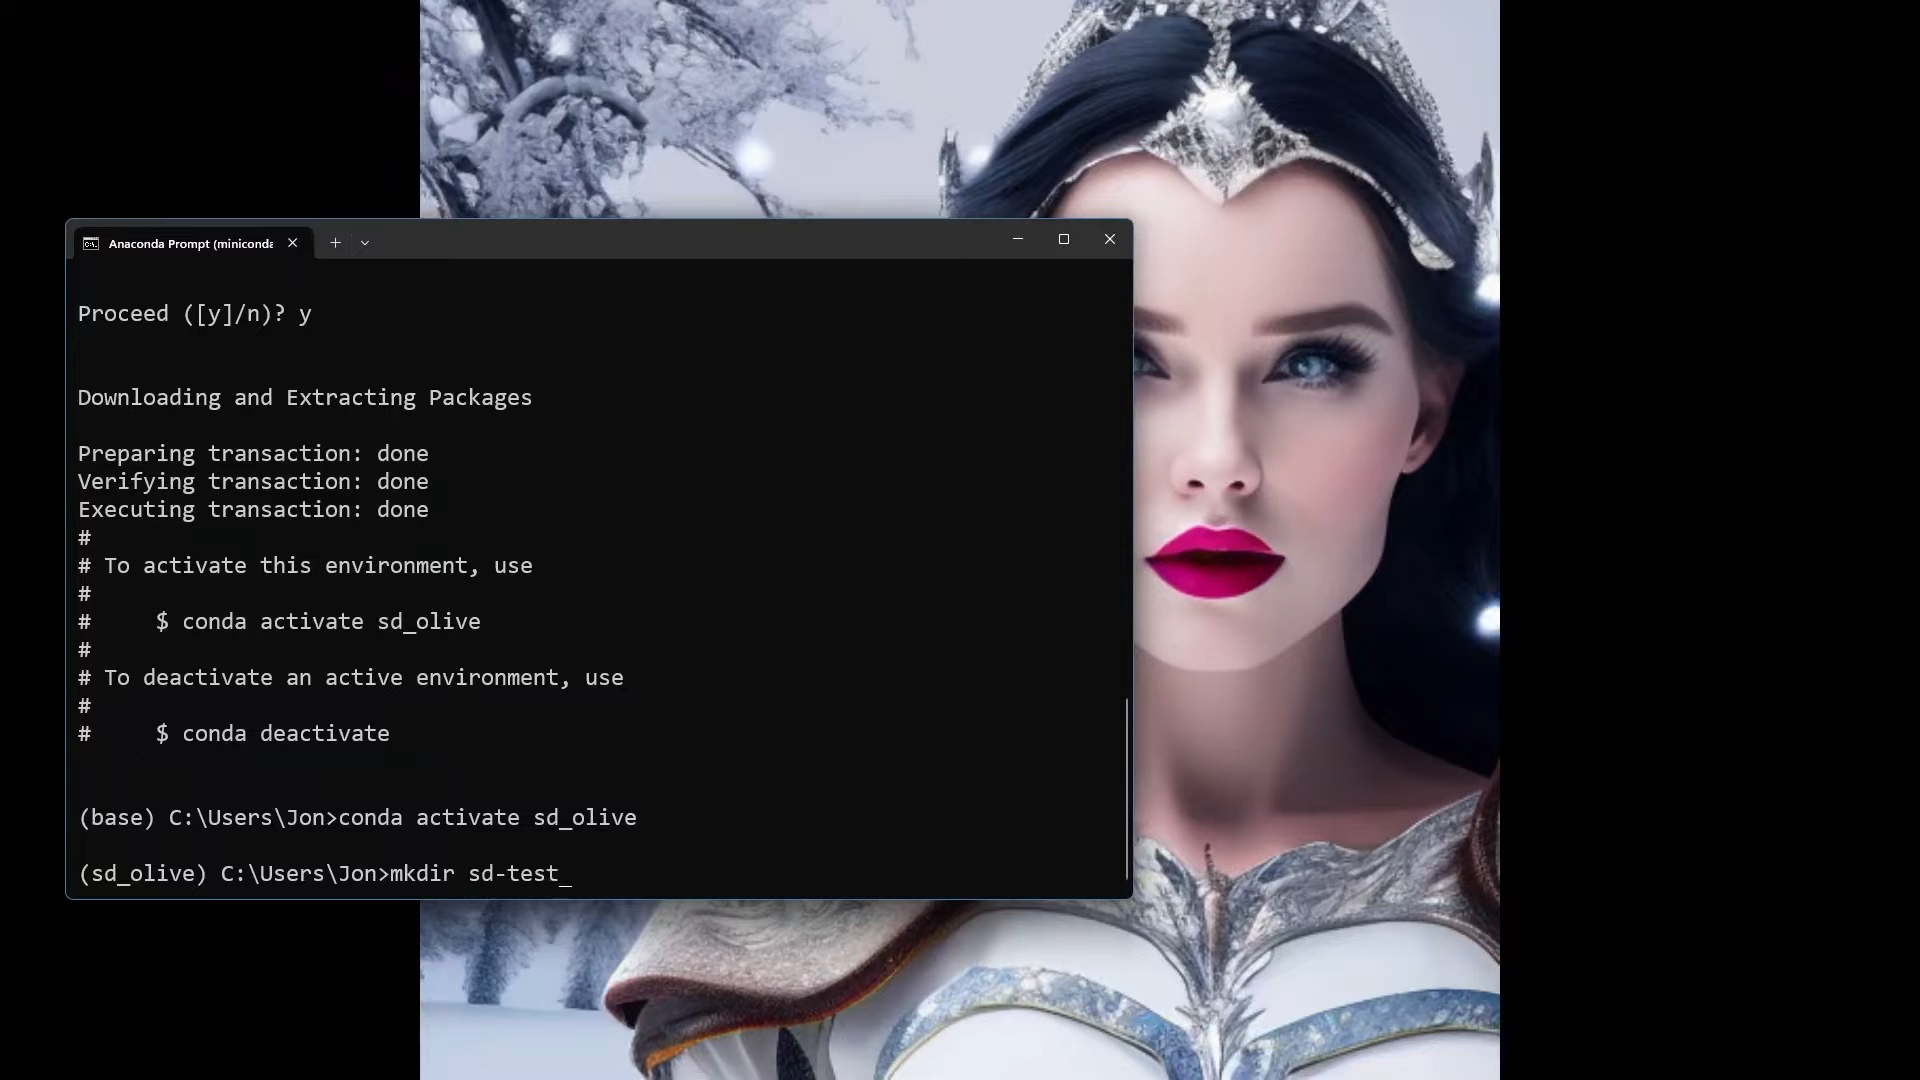 Anaconda Prompt (miniconda
Proceed ([y]/n)? y
Downloading and Extracting Packages
Preparing transaction: done
Verifying transaction: done
Executing transaction: done
#
# To activate this environment, use
#
#     $ conda activate sd_olive
#
# To deactivate an active environment, use
#
#     $ conda deactivate
(base) C:\Users\Jon>conda activate sd_olive
(sd_olive) C:\Users\Jon>mkdir sd-test_